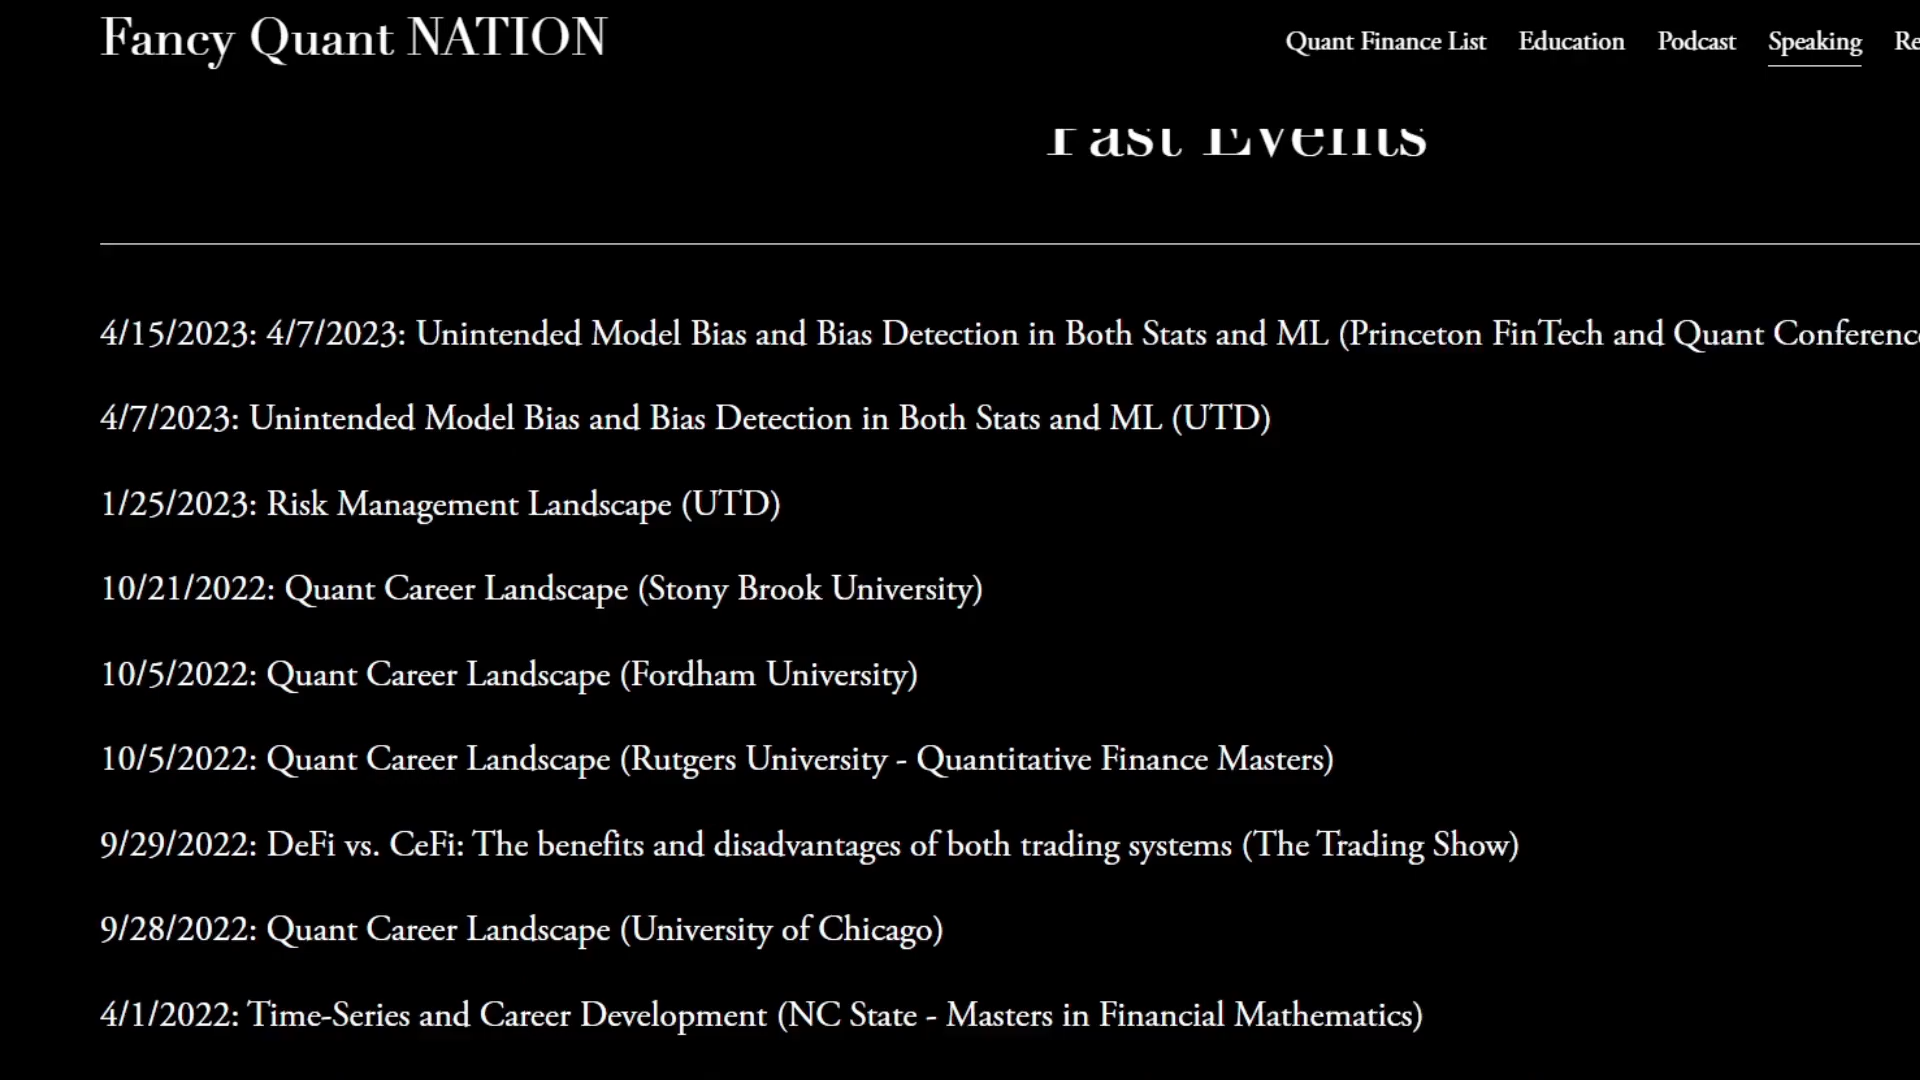 Fancy Quant NATION
Quant Finance List Education Podcast Speaking
Past Events
4/15/2023: 4/7/2023: Unintended Model Bias and Bias Detection in Both Stats and ML (Princeton FinTech and Quant Conference
4/7/2023: Unintended Model Bias and Bias Detection in Both Stats and ML (UTD)
1/25/2023: Risk Management Landscape (UTD)
10/21/2022: Quant Career Landscape (Stony Brook University)
10/5/2022: Quant Career Landscape (Fordham University)
10/5/2022: Quant Career Landscape (Rutgers University - Quantitative Finance Masters)
9/29/2022: DeFi vs. CeFi: The benefits and disadvantages of both trading systems (The Trading Show)
9/28/2022: Quant Career Landscape (University of Chicago)
4/1/2022: Time-Series and Career Development (NC State - Masters in Financial Mathematics)